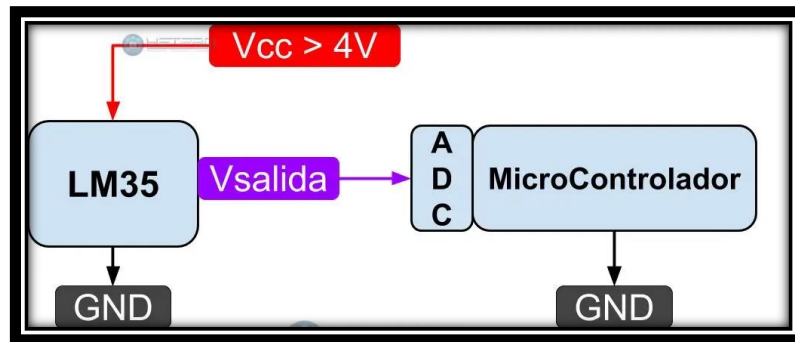 Vcc > 4V
LM35
Vsalida
A
D
C
MicroControlador
GND
GND